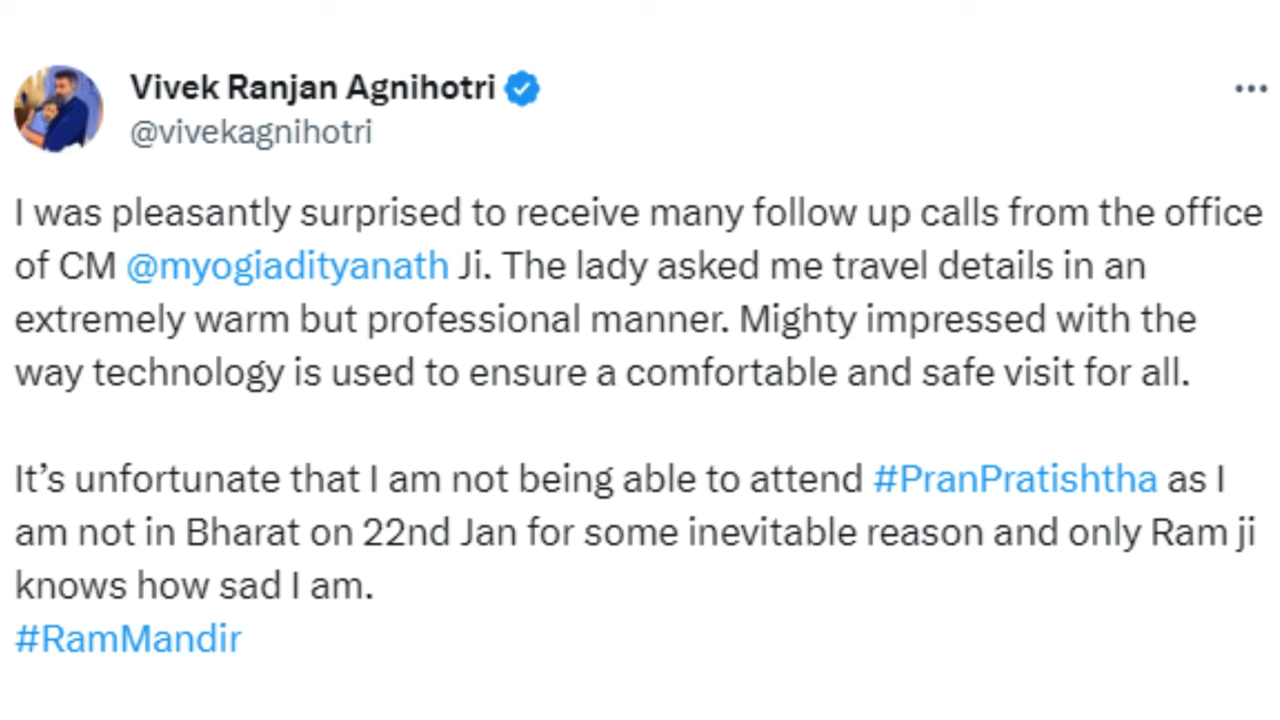 Vivek Ranjan Agnihotri
@vivekagnihotri
I was pleasantly surprised to receive many follow up calls from the office
of CM @myogiadityanath Ji. The lady asked me travel details in an
extremely warm but professional manner. Mighty impressed with the
way technology is used to ensure a comfortable and safe visit for all.
It’s unfortunate that I am not being able to attend #PranPratishtha as I
am not in Bharat on 22nd Jan for some inevitable reason and only Ram ji
knows how sad I am.
#RamMandir